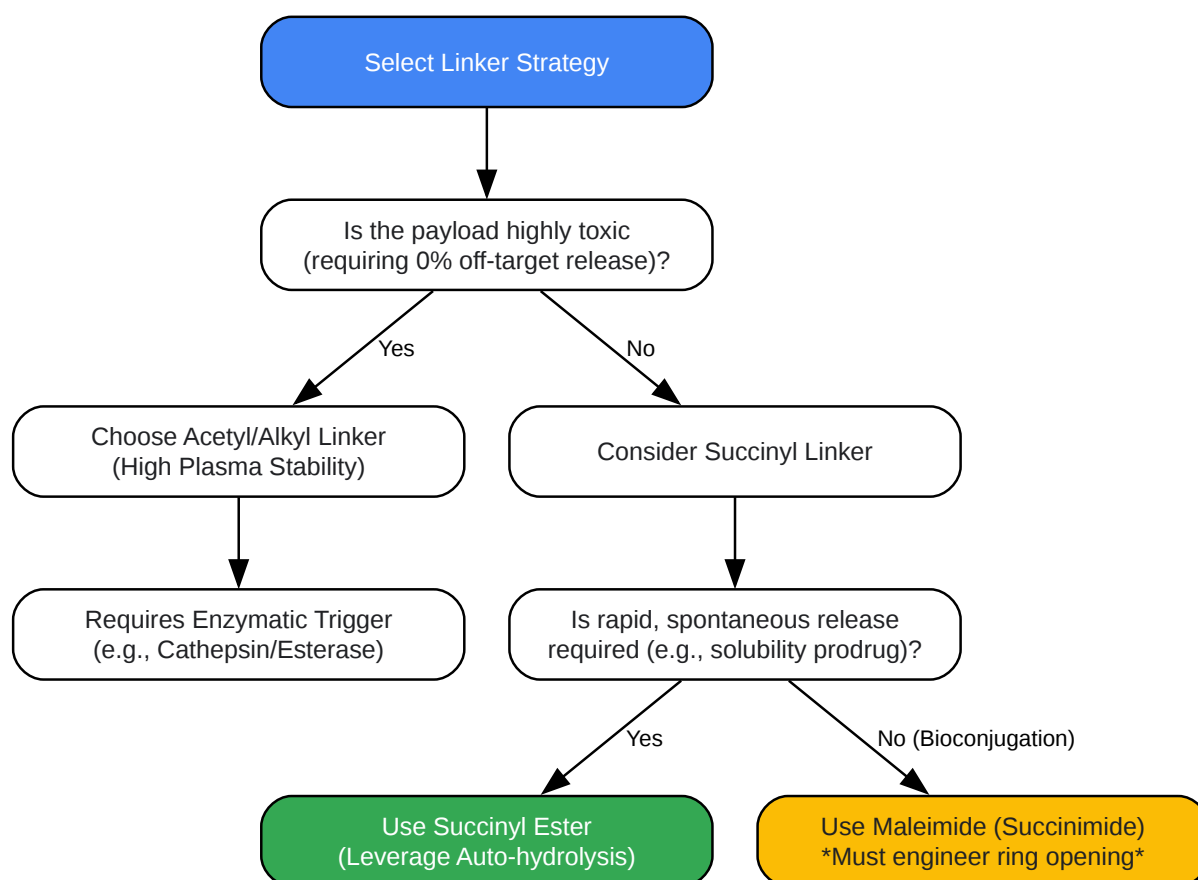 Select Linker Strategy
Is the payload highly toxic
(requiring 0% off-target release)?
Yes
No
Choose Acetyl/Alkyl Linker
(High Plasma Stability)
Consider Succinyl Linker
Requires Enzymatic Trigger
(e.g., Cathepsin/Esterase)
Is rapid, spontaneous release
required (e.g., solubility prodrug)?
Yes
No (Bioconjugation)
Use Succinyl Ester
(Leverage Auto-hydrolysis)
Use Maleimide (Succinimide)
*Must engineer ring opening*